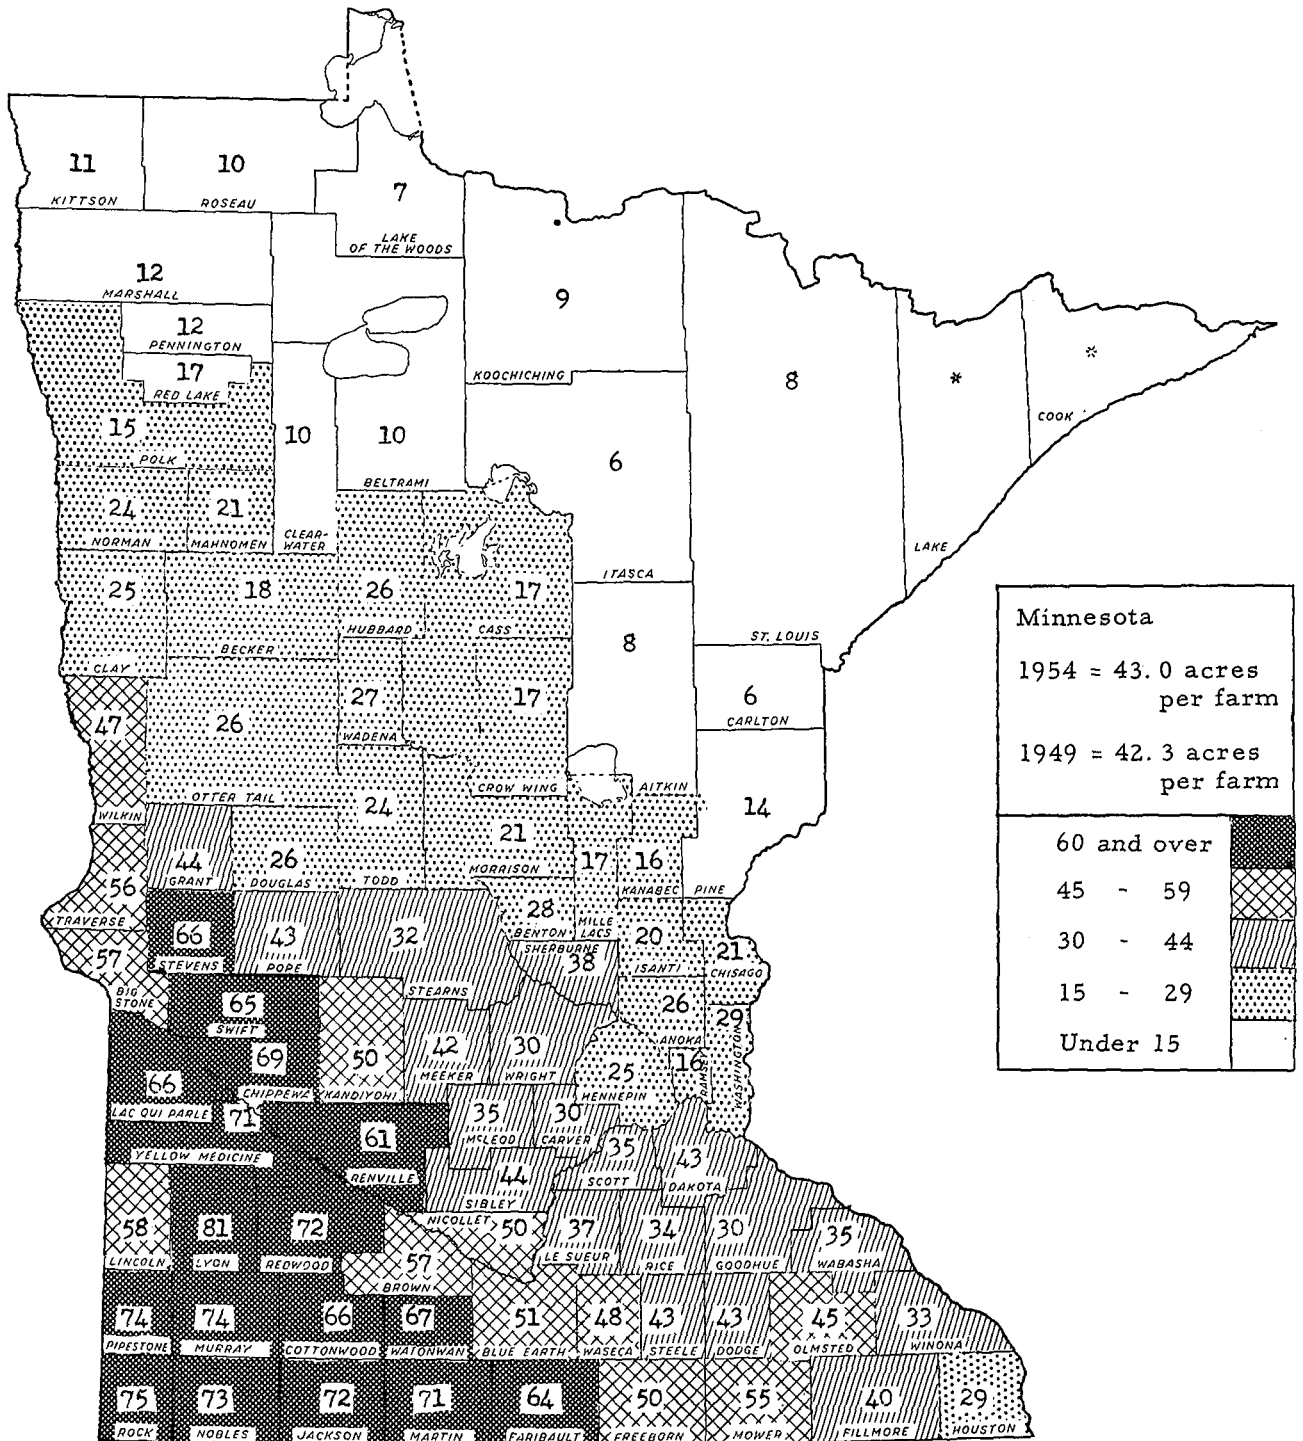 11
KITTSON
10
ROSEAU
7
LAKE
OF THE WOODS
12
MARSHALL
9
KOOCHICHING
12
PENNINGTON
17
RED LAKE
15
POLK
10
CLEAR-
WATER
10
BELTRAMI
6
ITASCA
8
ST. LOUIS
*
LAKE
*
COOK
24
NORMAN
21
MAHNOMEN
25
CLAY
18
BECKER
26
HUBBARD
17
CASS
8
AITKIN
6
CARLTON
47
WILKIN
26
OTTER TAIL
27
WADENA
17
CROW WING
14
PINE
56
TRAVERSE
44
GRANT
26
DOUGLAS
24
TODD
21
MORRISON
17
MILLE
LACS
16
KANABEC
57
BIG
STONE
66
STEVENS
43
POPE
32
STEARNS
28
BENTON
SHERBURNE
38
20
ISANTI
21
CHISAGO
65
SWIFT
69
CHIPPEWA
50
KANDIYOHI
42
MEEKER
30
WRIGHT
26
ANOKA
29
WASHINGTON
16
RAMSEY
25
HENNEPIN
66
LAC QUI PARLE
71
YELLOW MEDICINE
61
RENVILLE
35
MCLEOD
30
CARVER
35
SCOTT
43
DAKOTA
44
SIBLEY
58
LINCOLN
81
LYON
72
REDWOOD
NICOLLET
50
57
BROWN
37
LE SUEUR
34
RICE
30
GOODHUE
35
WABASHA
74
PIPESTONE
74
MURRAY
66
COTTONWOOD
67
WATONWAN
51
BLUE EARTH
48
WASECA
43
STEELE
43
DODGE
45
OLMSTED
33
WINONA
75
ROCK
73
NOBLES
72
JACKSON
71
MARTIN
64
FARIBAULT
50
FREEBORN
55
MOWER
40
FILLMORE
29
HOUSTON
Minnesota
1954 = 43.0 acres
per farm
1949 = 42.3 acres
per farm
60 and over
45 - 59
30 - 44
15 - 29
Under 15